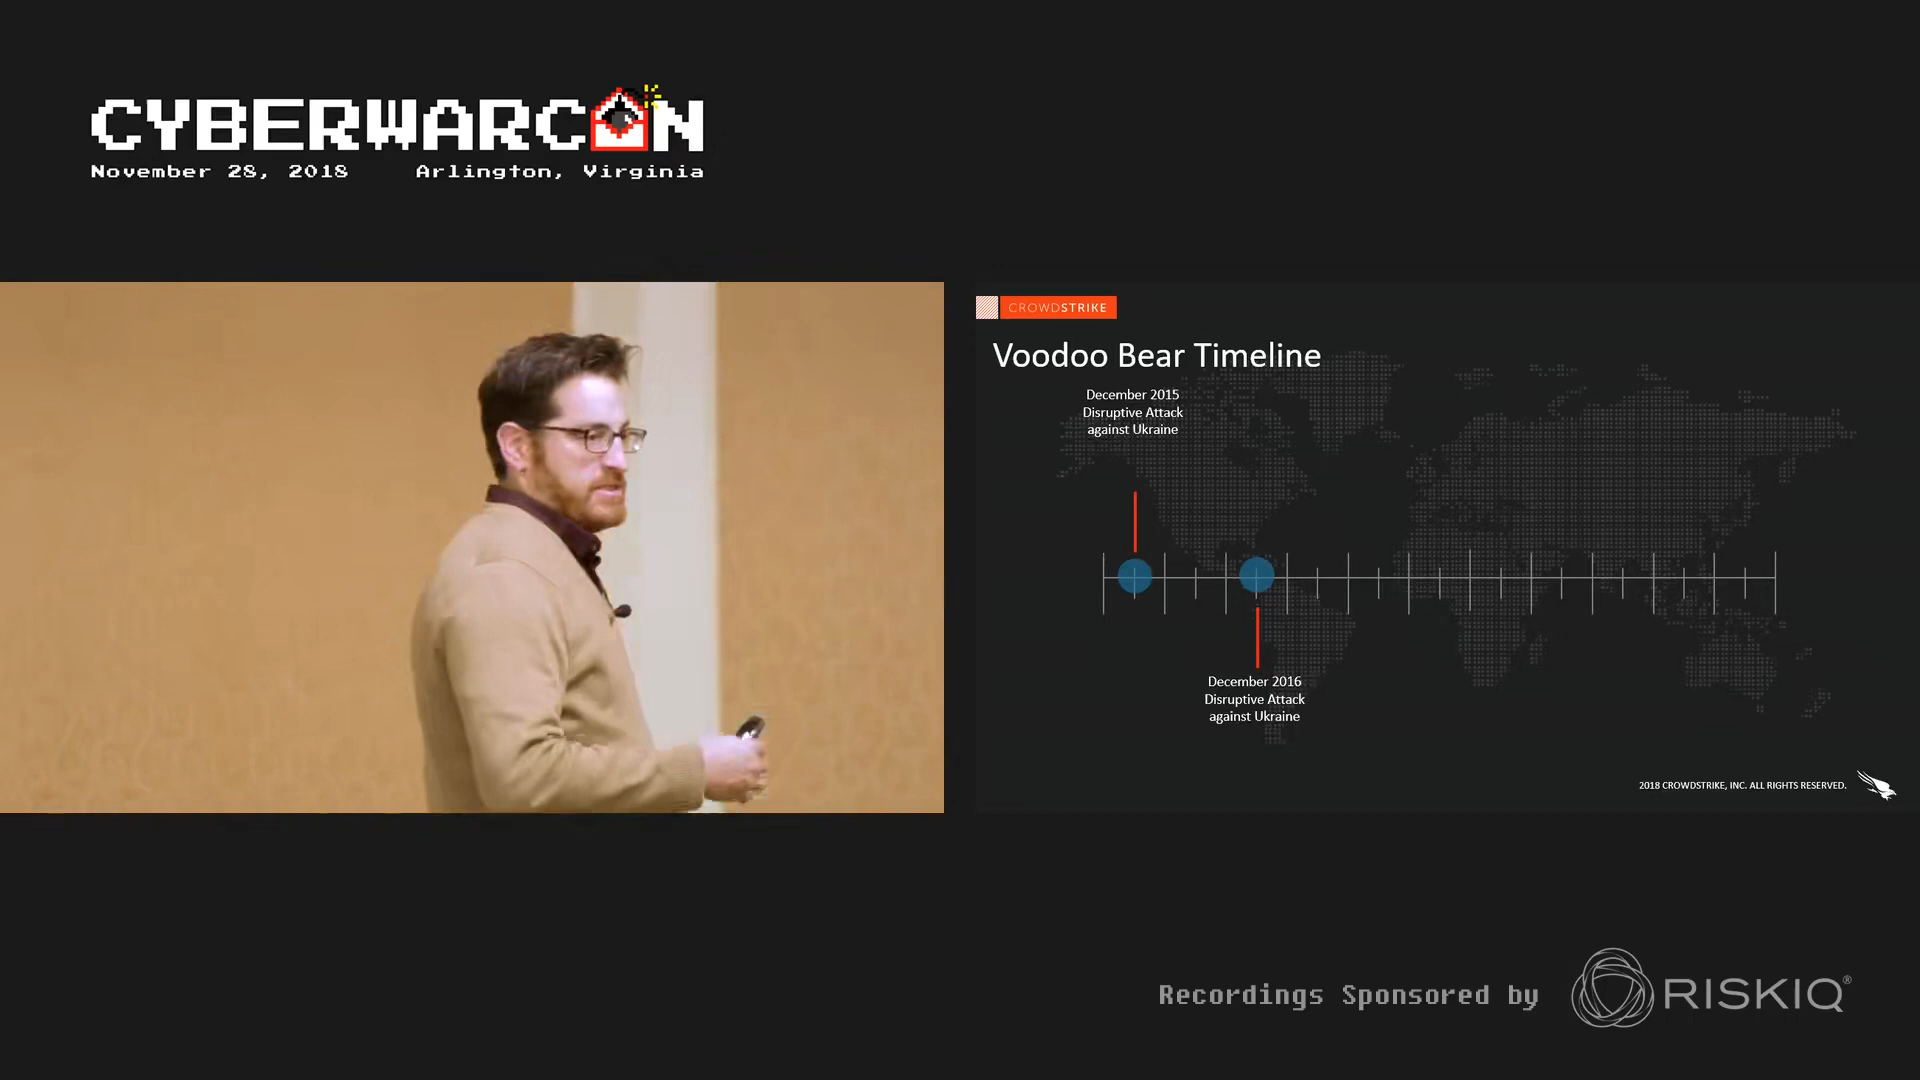 CYBERWARCON
November 28, 2018 Arlington, Virginia
CROWDSTRIKE
Voodoo Bear Timeline
December 2015
Disruptive Attack
against Ukraine
December 2016
Disruptive Attack
against Ukraine
2018 CROWDSTRIKE, INC. ALL RIGHTS RESERVED.
Recordings Sponsored by
RISKIQ®